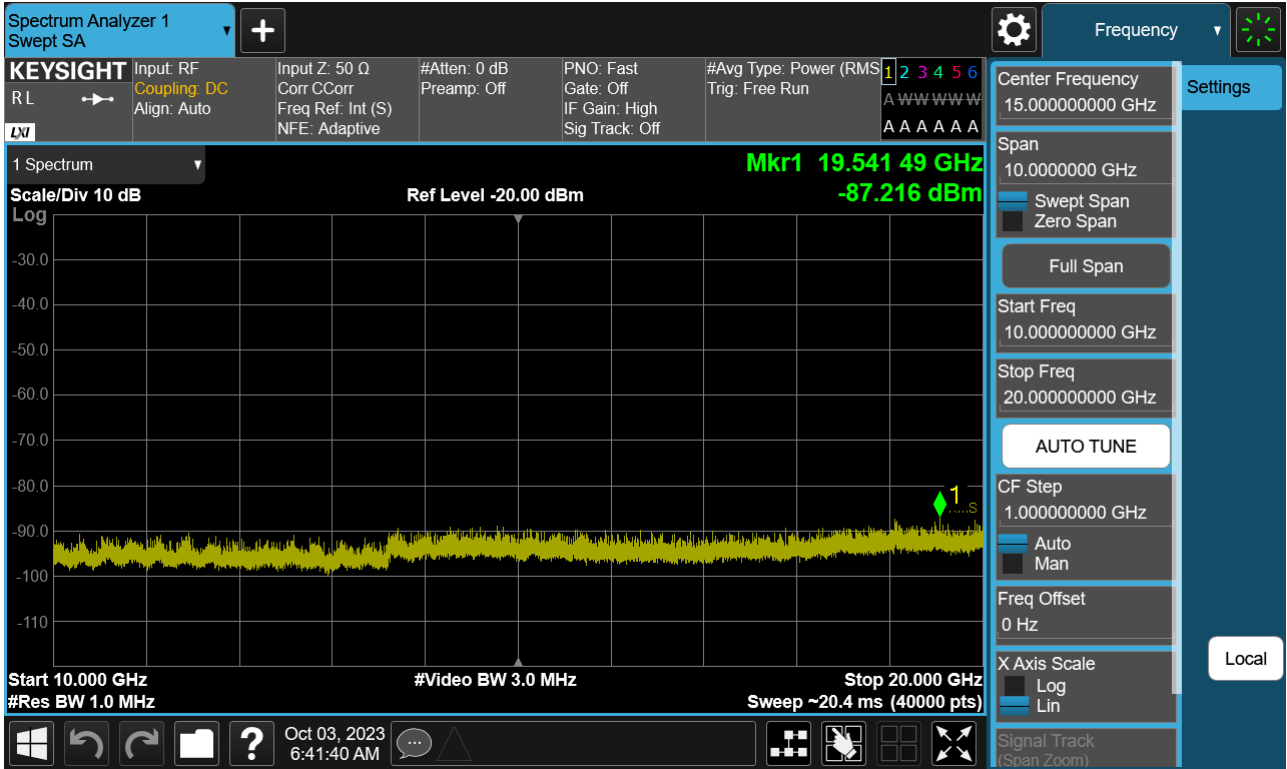 Spectrum Analyzer 1
Swept SA
Frequency
KEYSIGHT
R L
LXI
Input: RF
Coupling: DC
Align: Auto
Input Z: 50 Ω
Corr CCorr
Freq Ref: Int (S)
NFE: Adaptive
#Atten: 0 dB
Preamp: Off
PNO: Fast
Gate: Off
IF Gain: High
Sig Track: Off
#Avg Type: Power (RMS
Trig: Free Run
1 2 3 4 5 6
A W W W W W
A A A A A A
1 Spectrum
Scale/Div 10 dB
Log
Ref Level -20.00 dBm
Mkr1 19.541 49 GHz
-87.216 dBm
-30.0
-40.0
-50.0
-60.0
-70.0
-80.0
-90.0
-100
-110
1
Start 10.000 GHz
#Res BW 1.0 MHz
#Video BW 3.0 MHz
Stop 20.000 GHz
Sweep ~20.4 ms (40000 pts)
Center Frequency
15.000000000 GHz
Span
10.0000000 GHz
Swept Span
Zero Span
Full Span
Start Freq
10.000000000 GHz
Stop Freq
20.000000000 GHz
AUTO TUNE
CF Step
1.000000000 GHz
Auto
Man
Freq Offset
0 Hz
X Axis Scale
Log
Lin
Signal Track
(Span Zoom)
Settings
Local
?
Oct 03, 2023
6:41:40 AM